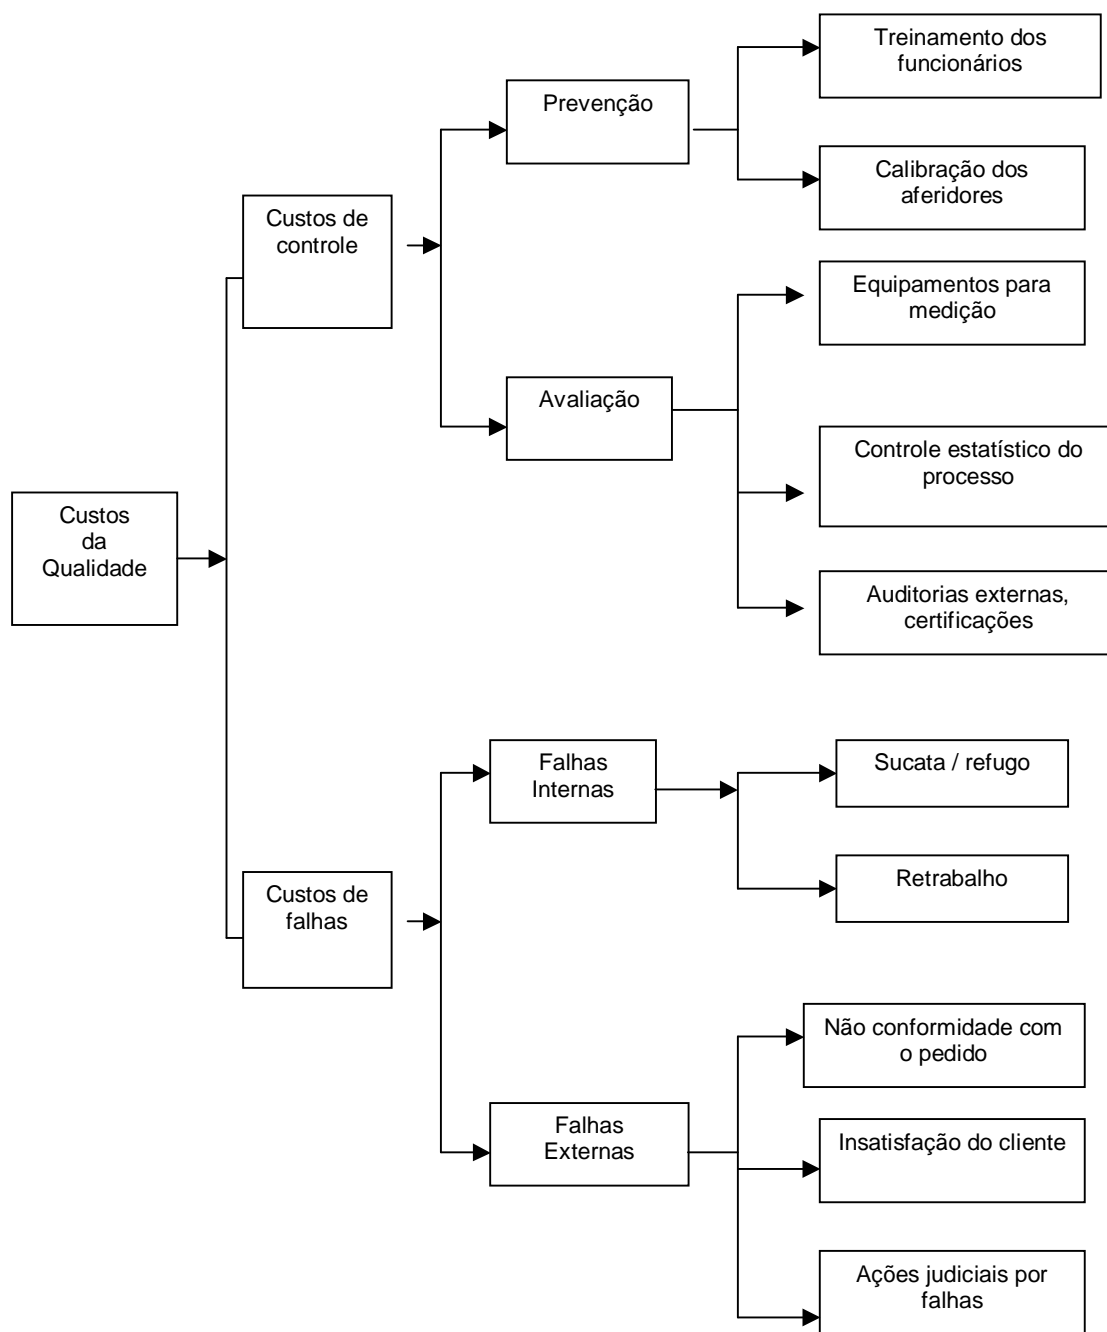 Treinamento dos
funcionários
Prevenção
Calibração dos
aferidores
Custos de
controle
Equipamentos para
medição
Avaliação
Controle estatístico do
processo
Custos
da
Qualidade
Auditorias externas,
certificações
Falhas
Internas
Sucata / refugo
Retrabalho
Custos de
falhas
Não conformidade com
o pedido
Falhas
Externas
Insatisfação do cliente
Ações judiciais por
falhas